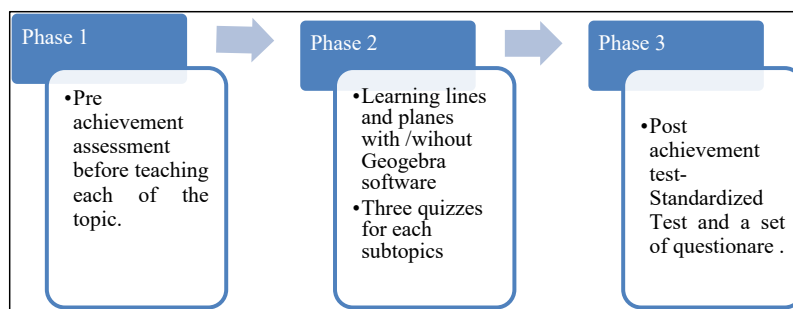 Phase 1
•Pre
achievement
assessment
before teaching
each of the
topic.
Phase 2
•Learning lines
and planes
with /wihout
Geogebra
software
•Three quizzes
for each
subtopics
Phase 3
•Post
achievement
test-
Standardized
Test and a set
of questionare .